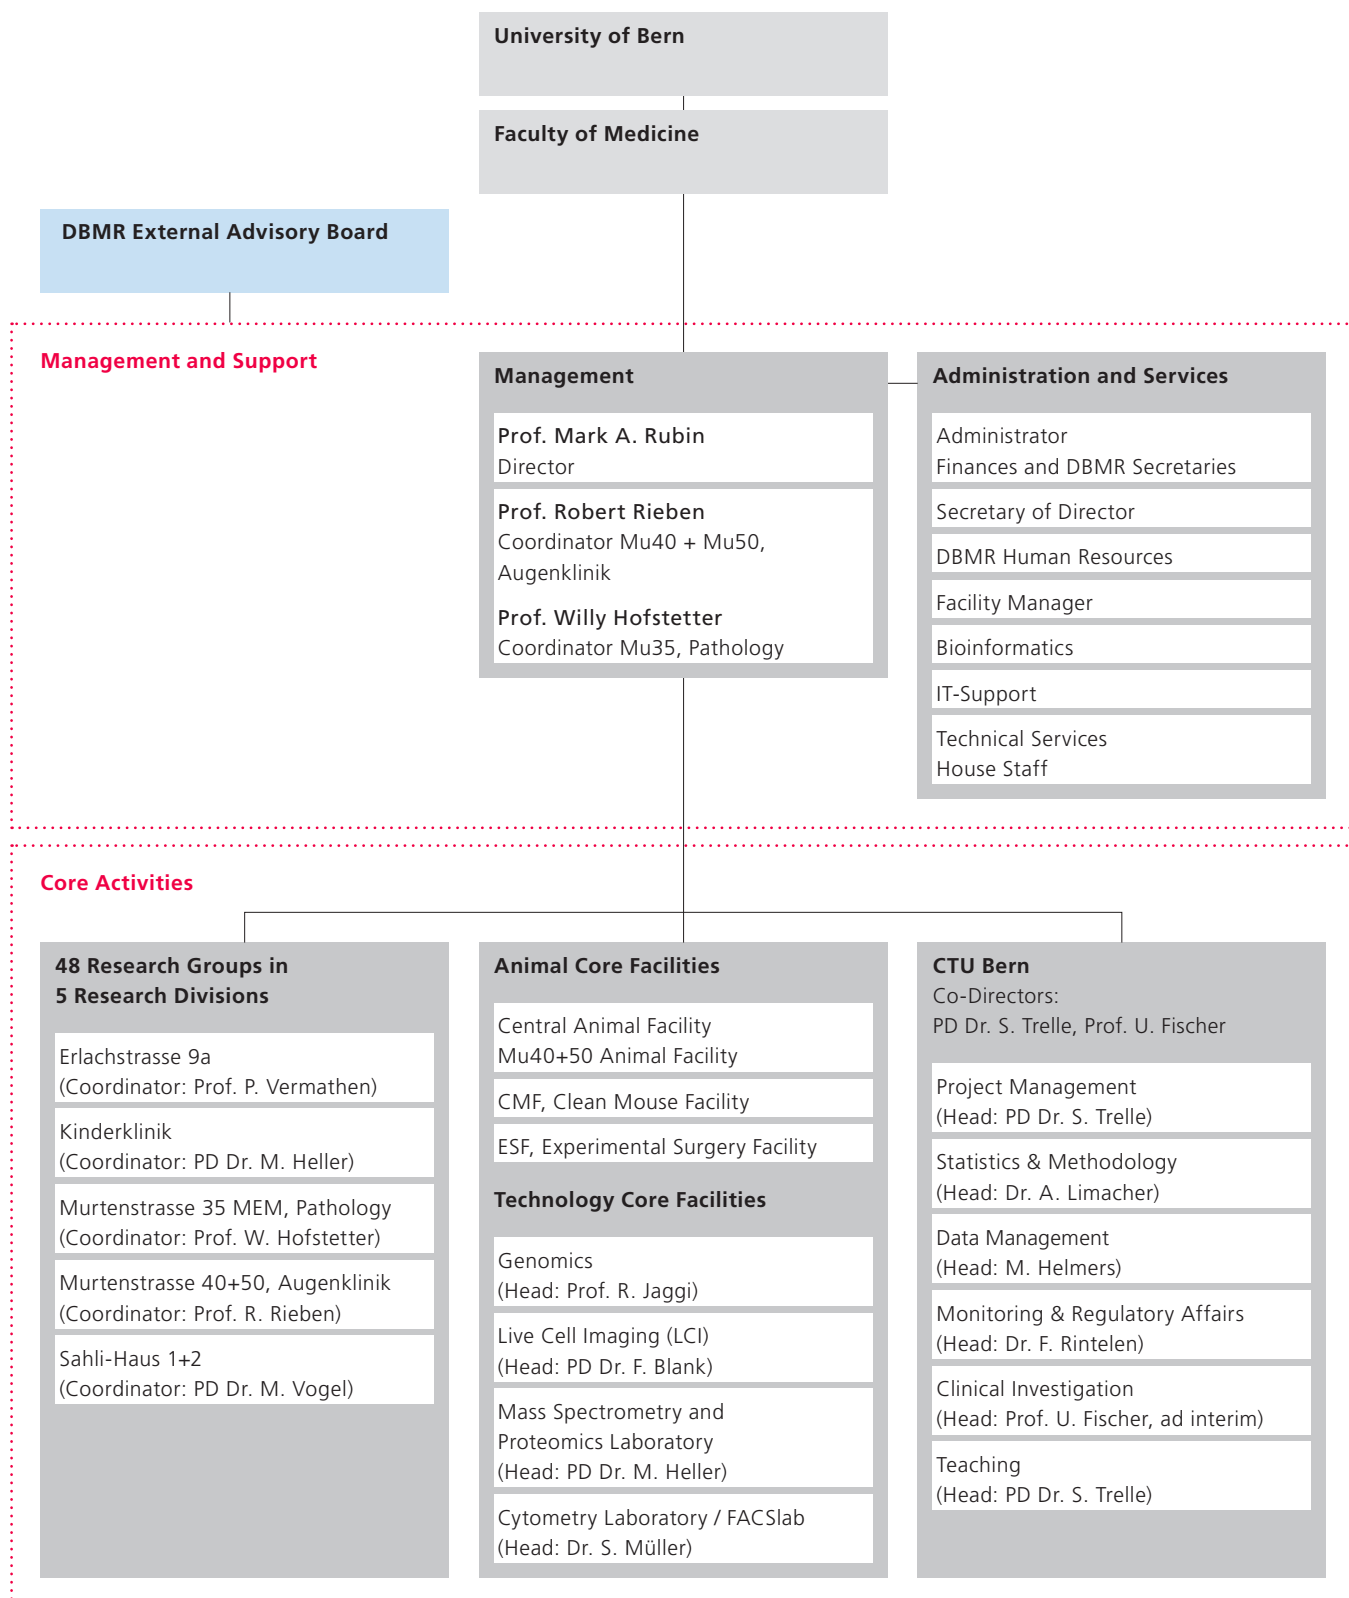 University of Bern
Faculty of Medicine
DBMR External Advisory Board
Management and Support
Management
Prof. Mark A. Rubin
Director
Prof. Robert Rieben
Coordinator Mu40 + Mu50,
Augenklinik
Prof. Willy Hofstetter
Coordinator Mu35, Pathology
Administration and Services
Administrator
Finances and DBMR Secretaries
Secretary of Director
DBMR Human Resources
Facility Manager
Bioinformatics
IT-Support
Technical Services
House Staff
Core Activities
48 Research Groups in
5 Research Divisions
Erlachstrasse 9a
(Coordinator: Prof. P. Vermathen)
Kinderklinik
(Coordinator: PD Dr. M. Heller)
Murtenstrasse 35 MEM, Pathology
(Coordinator: Prof. W. Hofstetter)
Murtenstrasse 40+50, Augenklinik
(Coordinator: Prof. R. Rieben)
Sahli-Haus 1+2
(Coordinator: PD Dr. M. Vogel)
Animal Core Facilities
Central Animal Facility
Mu40+50 Animal Facility
CMF, Clean Mouse Facility
ESF, Experimental Surgery Facility
Technology Core Facilities
Genomics
(Head: Prof. R. Jaggi)
Live Cell Imaging (LCI)
(Head: PD Dr. F. Blank)
Mass Spectrometry and
Proteomics Laboratory
(Head: PD Dr. M. Heller)
Cytometry Laboratory / FACSlab
(Head: Dr. S. Müller)
CTU Bern
Co-Directors:
PD Dr. S. Trelle, Prof. U. Fischer
Project Management
(Head: PD Dr. S. Trelle)
Statistics & Methodology
(Head: Dr. A. Limacher)
Data Management
(Head: M. Helmers)
Monitoring & Regulatory Affairs
(Head: Dr. F. Rintelen)
Clinical Investigation
(Head: Prof. U. Fischer, ad interim)
Teaching
(Head: PD Dr. S. Trelle)